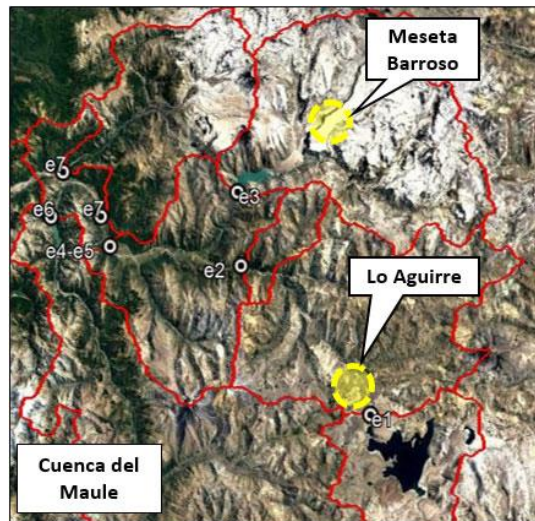 Meseta
Barroso
e7
e3
e6
e7
e4-e5
e2
Lo Aguirre
e1
Cuenca del
Maule